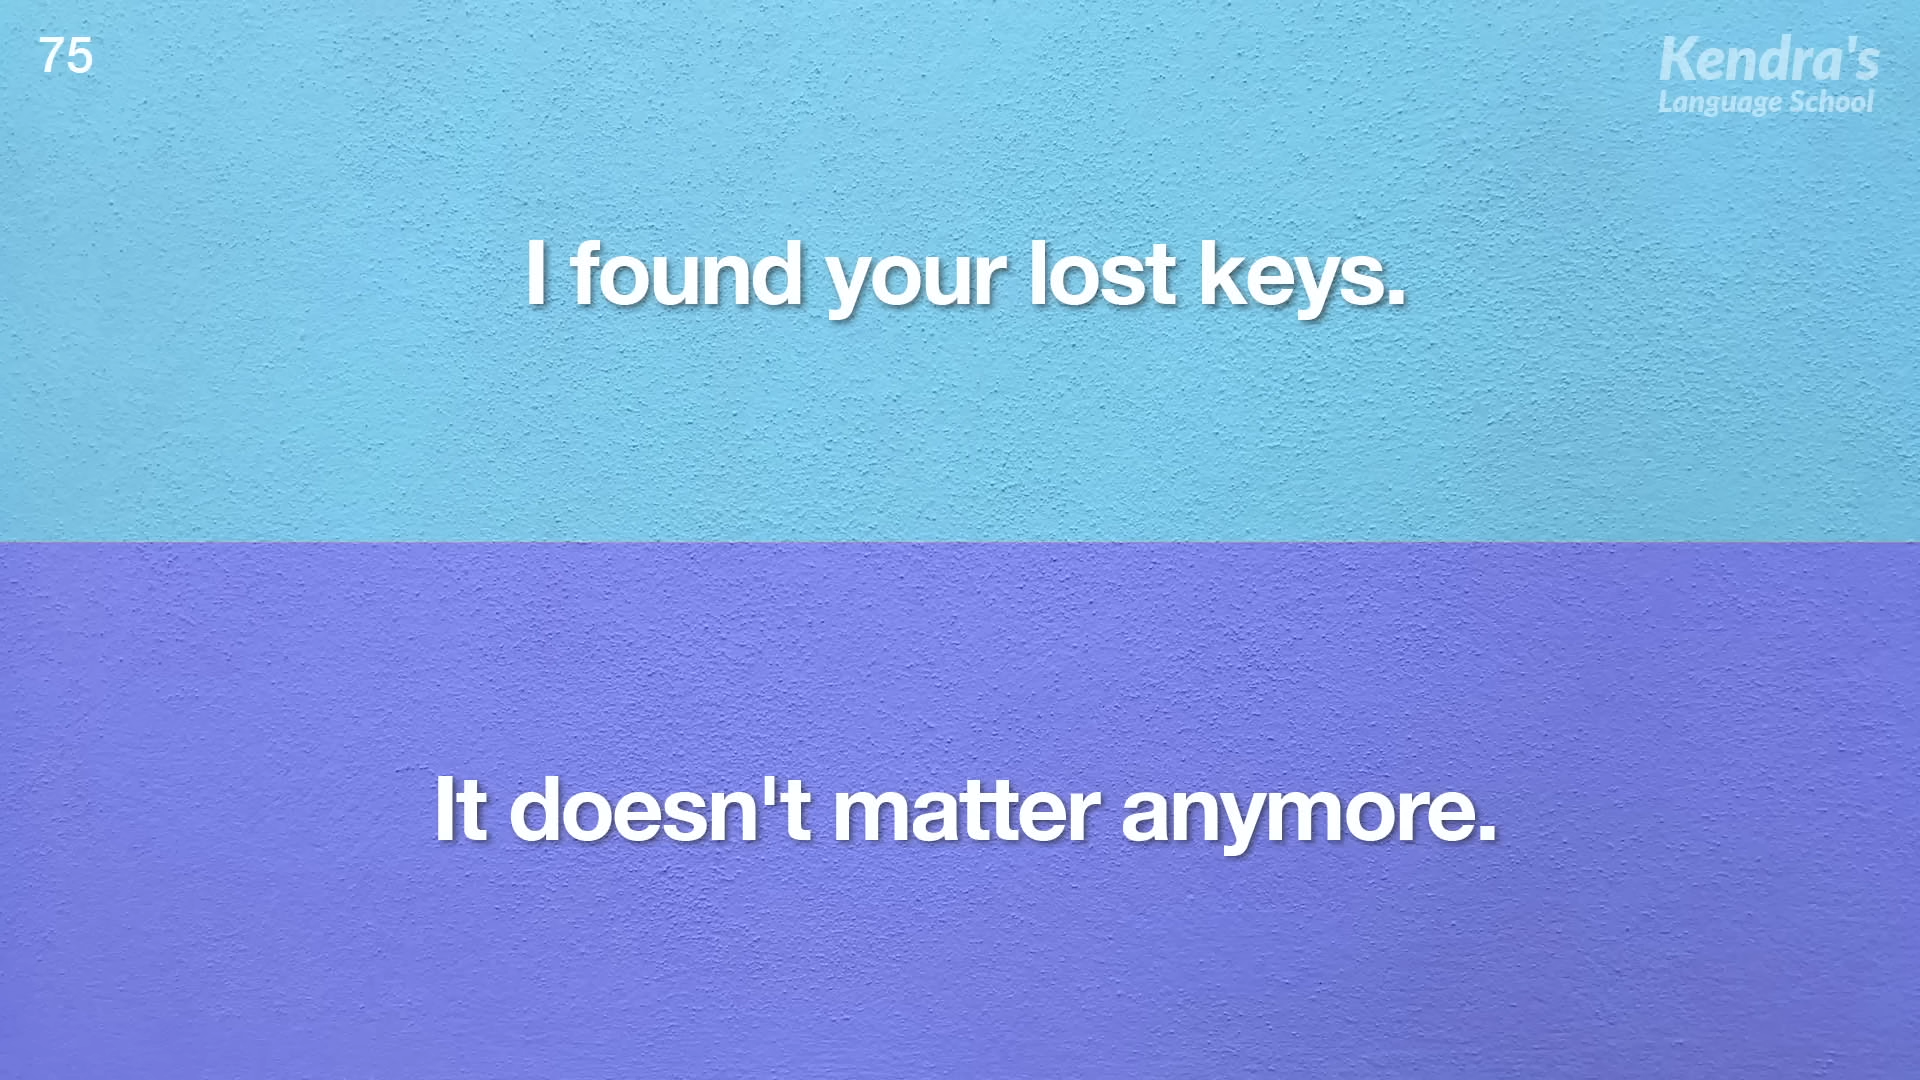 75
Kendra's
Language School
I found your lost keys.
It doesn't matter anymore.